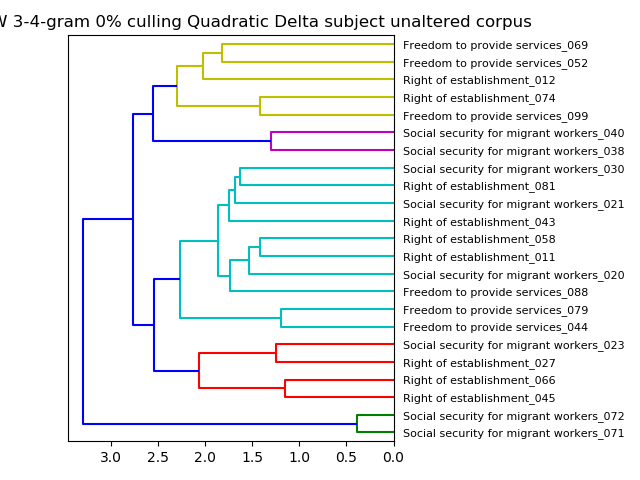 3-4-gram 0% culling Quadratic Delta subject unaltered corpus
Freedom to provide services_069
Freedom to provide services_052
Right of establishment_012
Right of establishment_074
Freedom to provide services_099
Social security for migrant workers_040
Social security for migrant workers_038
Social security for migrant workers_030
Right of establishment_081
Social security for migrant workers_021
Right of establishment_043
Right of establishment_058
Right of establishment_011
Social security for migrant workers_020
Freedom to provide services_088
Freedom to provide services_079
Freedom to provide services_044
Social security for migrant workers_023
Right of establishment_027
Right of establishment_066
Right of establishment_045
Social security for migrant workers_072
Social security for migrant workers_071
3.0 2.5 2.0 1.5 1.0 0.5 0.0